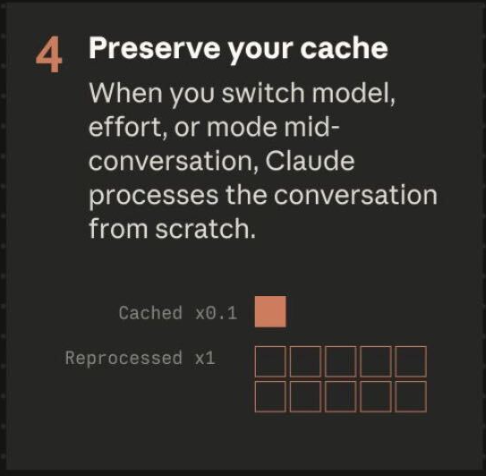 4 Preserve your cache
When you switch model,
effort, or mode mid-
conversation, Claude
processes the conversation
from scratch.
Cached x0.1
Reprocessed x1